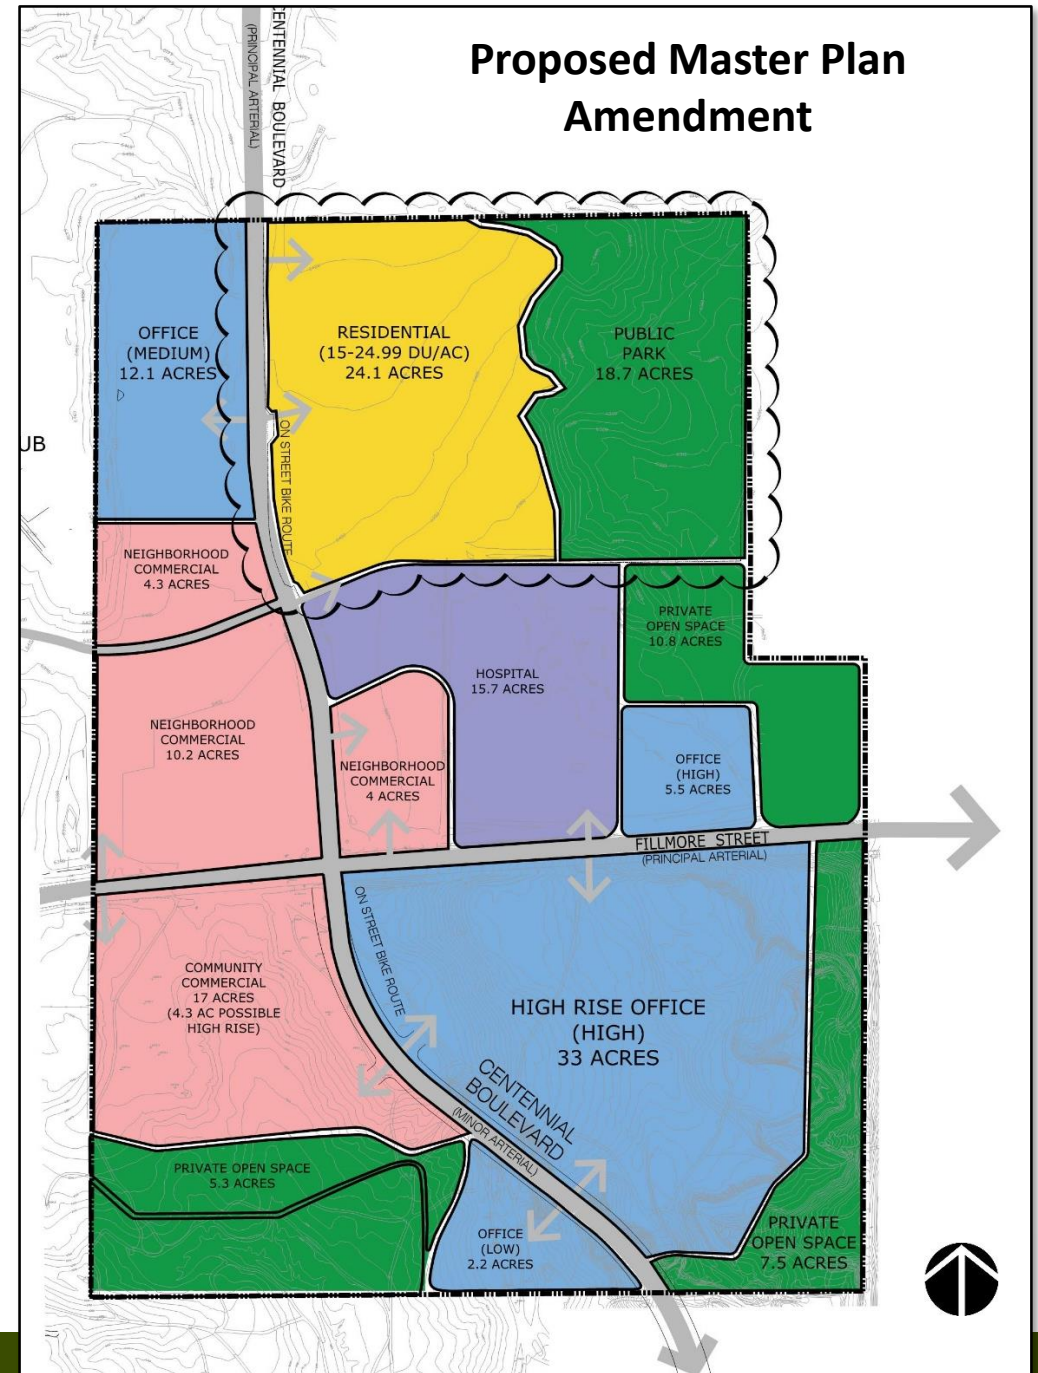 Proposed Master Plan
Amendment
CENTENNIAL BOULEVARD
(PRINCIPAL ARTERIAL)
OFFICE
(MEDIUM)
12.1 ACRES
RESIDENTIAL
(15-24.99 DU/AC)
24.1 ACRES
PUBLIC
PARK
18.7 ACRES
UB
ON STREET BIKE ROUTE
NEIGHBORHOOD
COMMERCIAL
4.3 ACRES
PRIVATE
OPEN SPACE
10.8 ACRES
HOSPITAL
15.7 ACRES
NEIGHBORHOOD
COMMERCIAL
10.2 ACRES
NEIGHBORHOOD
COMMERCIAL
4 ACRES
OFFICE
(HIGH)
5.5 ACRES
FILLMORE STREET
(PRINCIPAL ARTERIAL)
ON STREET BIKE ROUTE
COMMUNITY
COMMERCIAL
17 ACRES
(4.3 AC POSSIBLE
HIGH RISE)
HIGH RISE OFFICE
(HIGH)
33 ACRES
CENTENNIAL
BOULEVARD
(MINOR ARTERIAL)
PRIVATE OPEN SPACE
5.3 ACRES
OFFICE
(LOW)
2.2 ACRES
PRIVATE
OPEN SPACE
7.5 ACRES